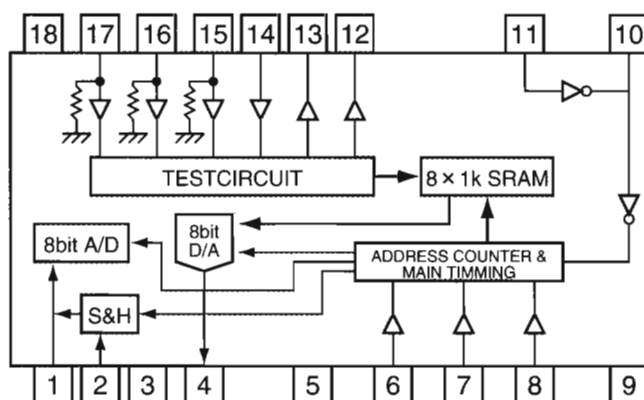 18 17 16 15 14 13 12 11 10
TESTCIRCUIT
8 × 1k SRAM
8bit A/D
8bit
D/A
ADDRESS COUNTER &
MAIN TIMMING
S&H
1 2 3 4 5 6 7 8 9